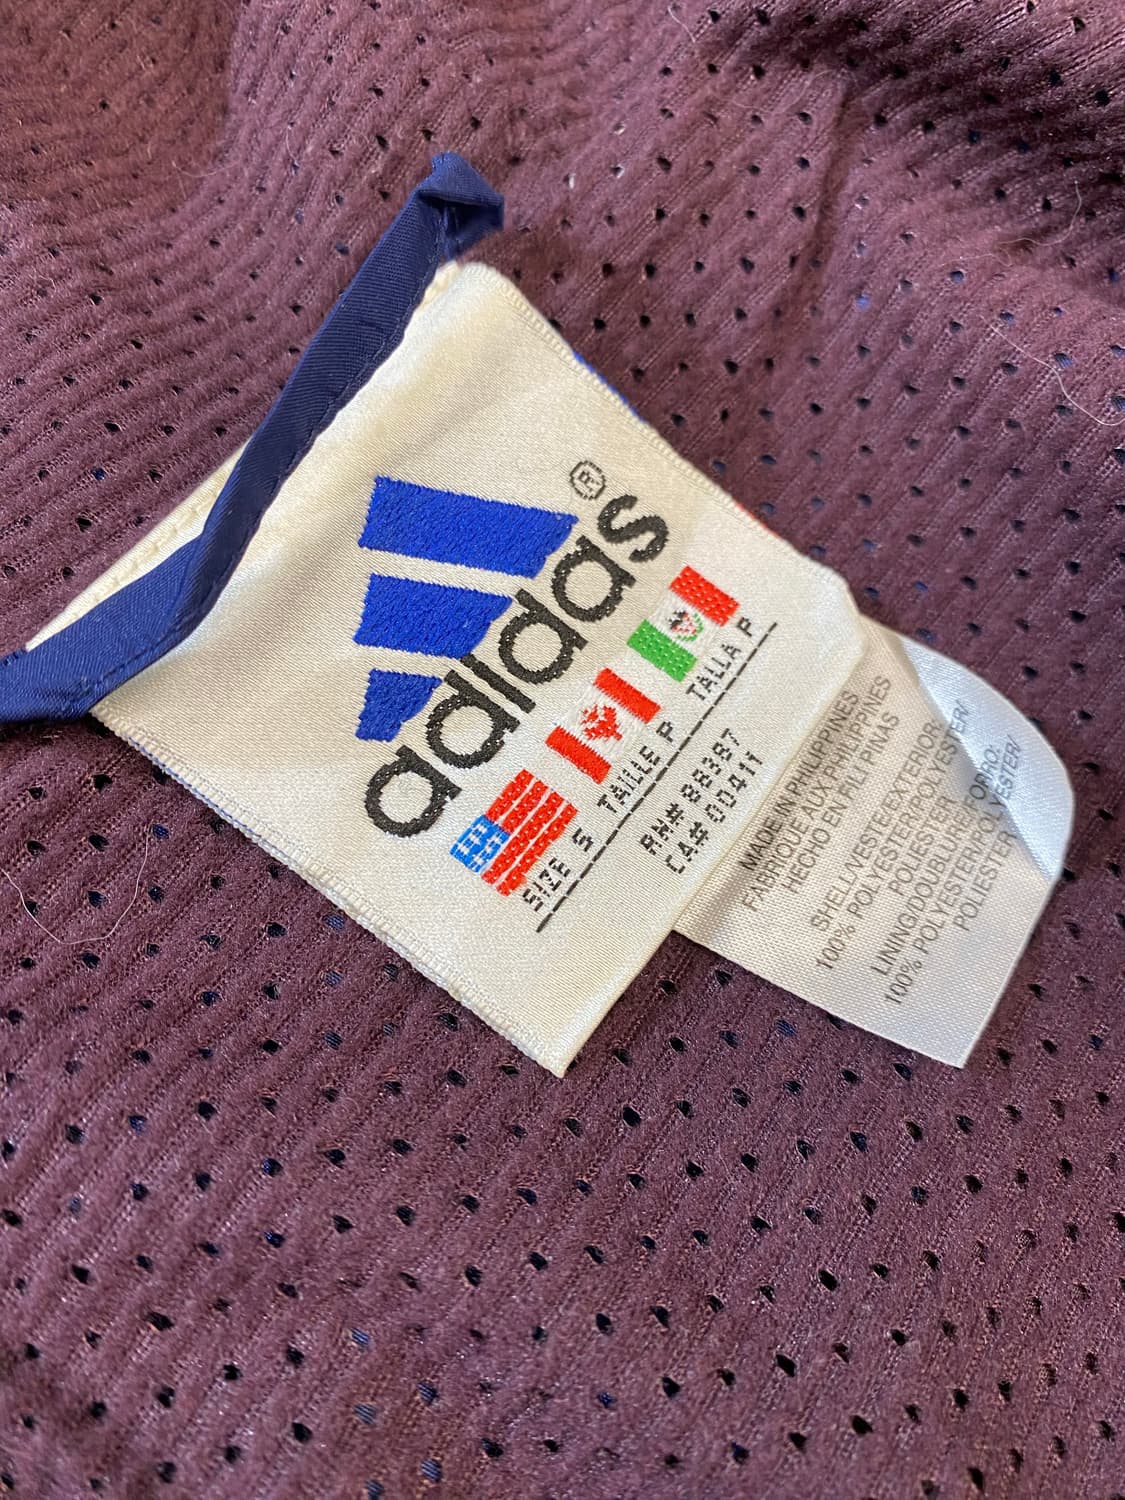 adidas®
SIZE S TAILLE P TALLA P
RN# 88387
CA# 00411
MADE IN PHILIPPINES
FABRIQUE AUX PHILIPPINES
HECHO EN FILIPINAS
SHELL/VESTE/EXTERIOR:
100% POLYESTER/POLYESTER/
POLIESTER
LINING/DOUBLURE/FORRO:
100% POLYESTER/POLYESTER/
POLIESTER